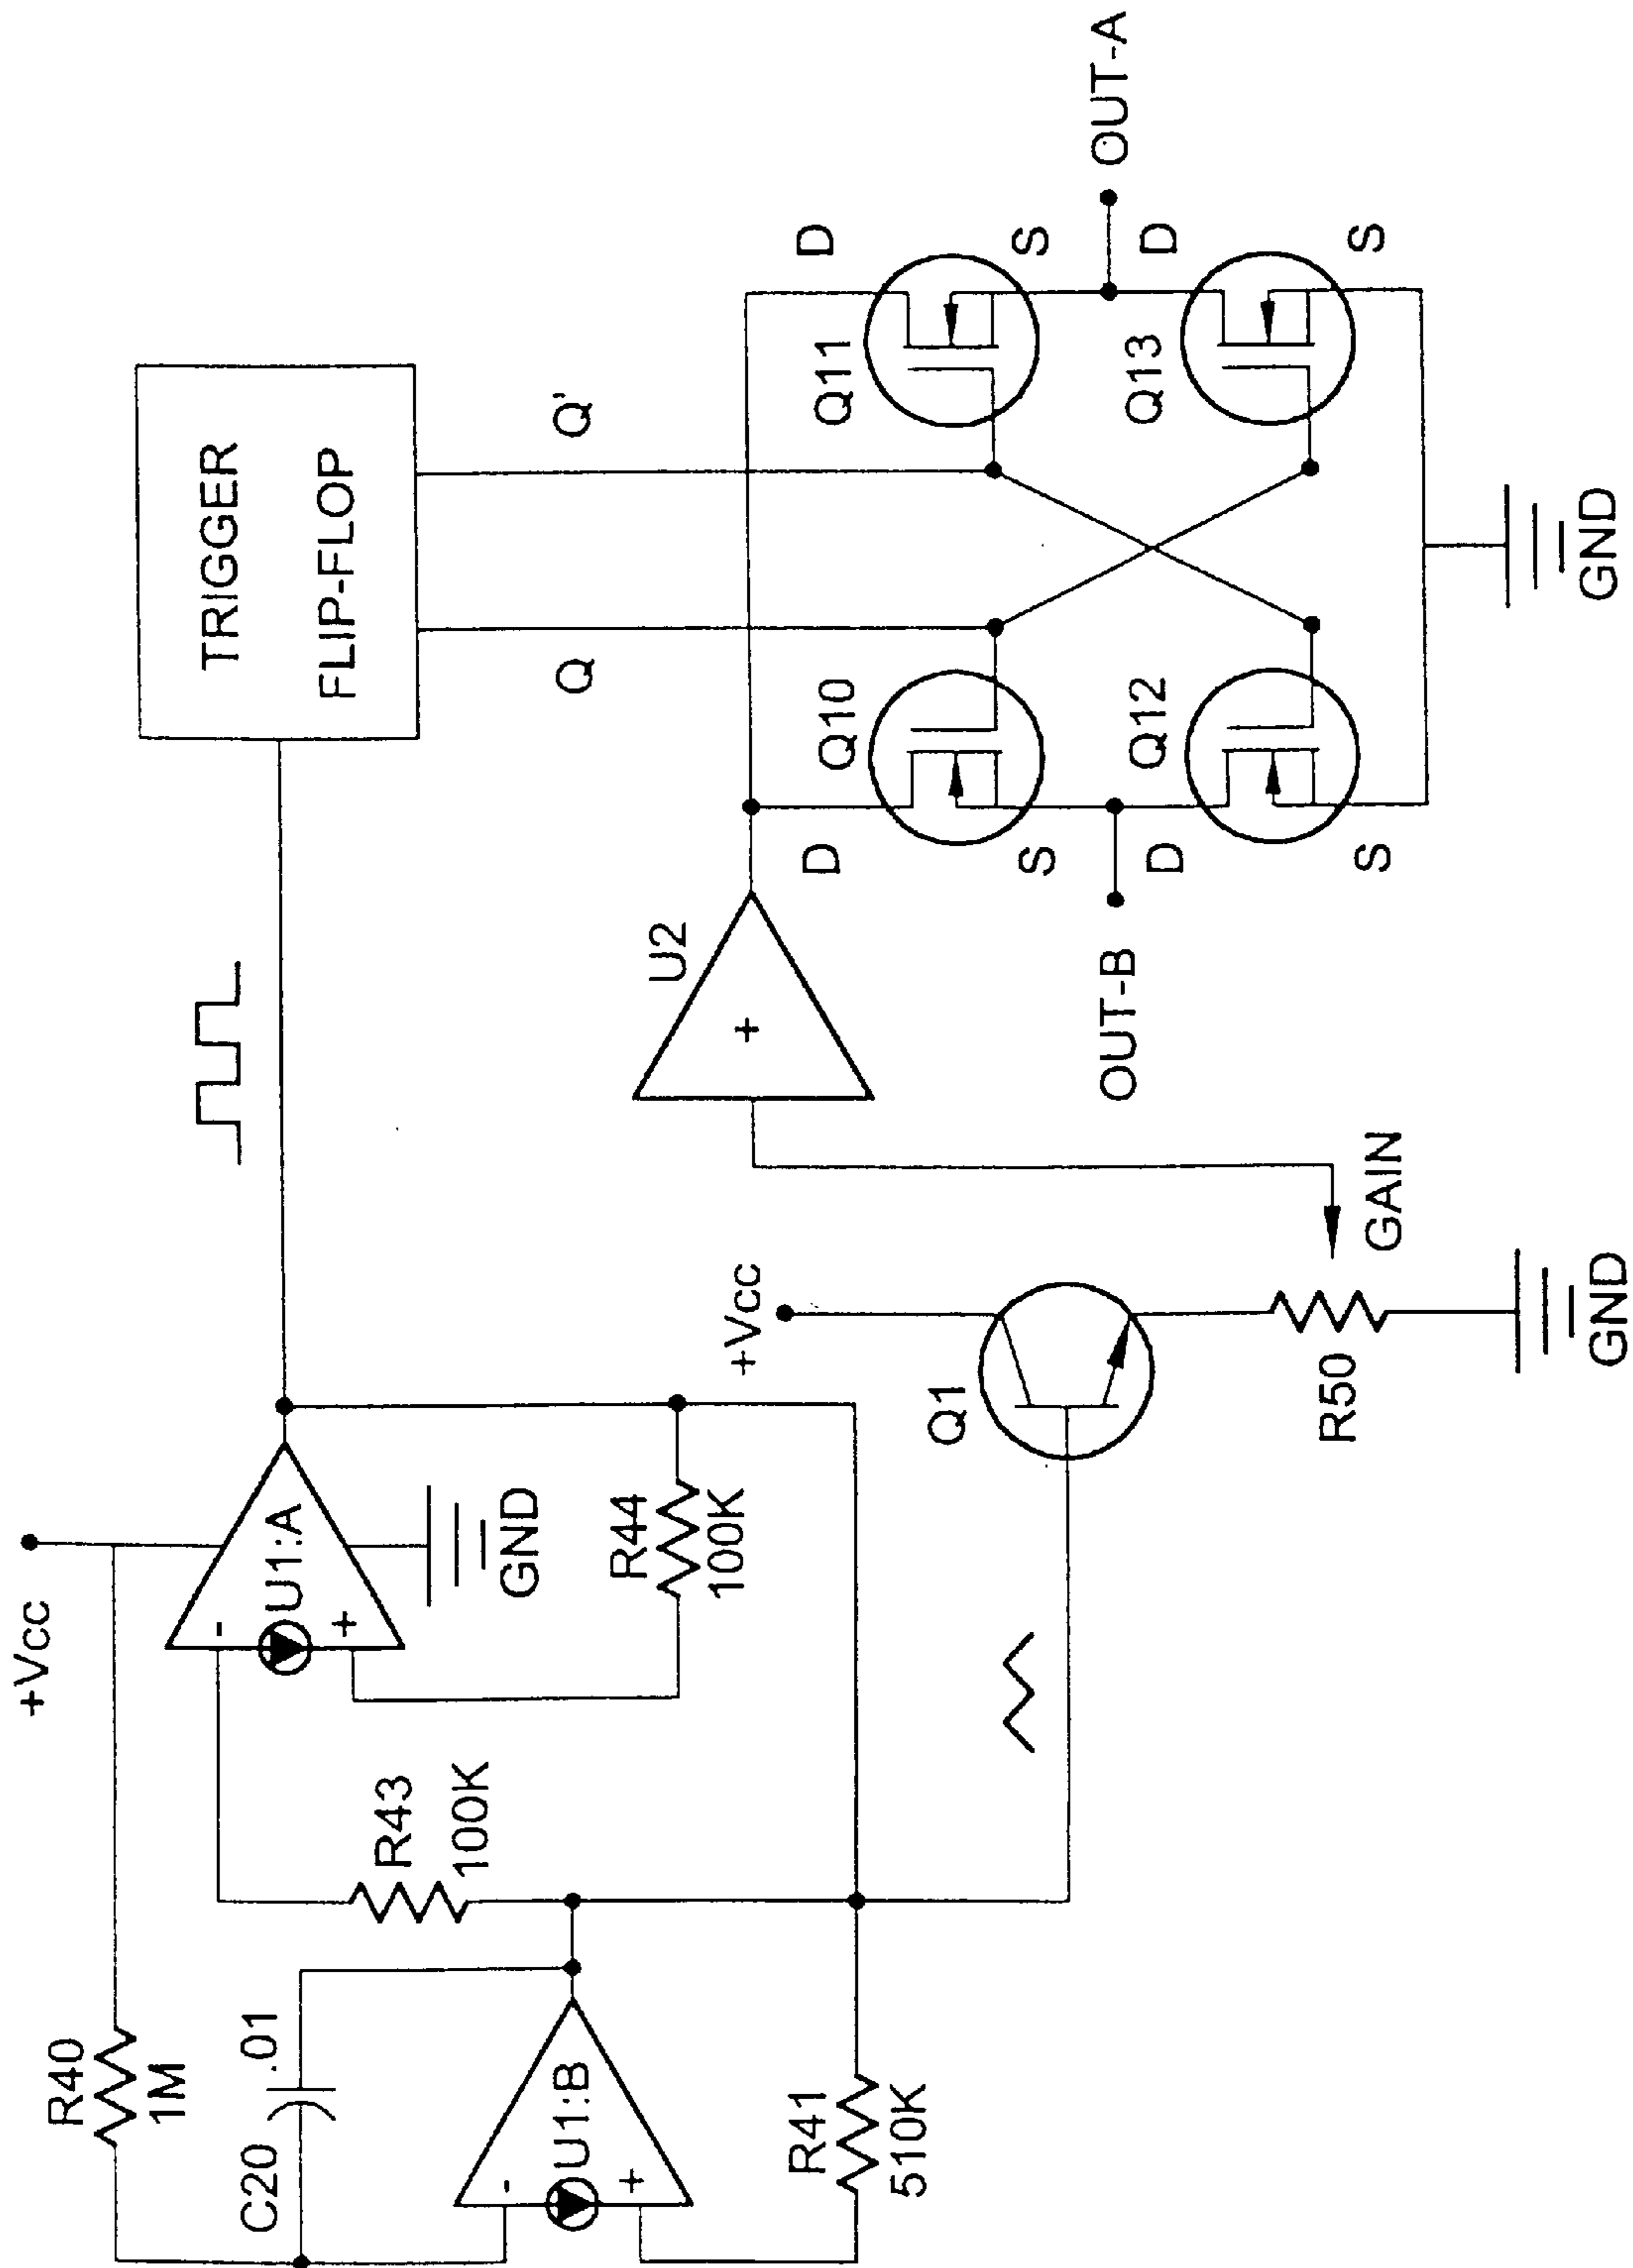 +Vcc
R40
1M
C20
.01
R43
100K
U1:A
-
+
GND
R44
100K
U1:B
-
+
R41
510K
TRIGGER
FLIP-FLOP
Q
Q'
+Vcc
Q1
R50
GAIN
GND
U2
+
Q10
D
S
Q11
D
S
Q12
D
S
Q13
D
S
OUT-B
OUT-A
GND